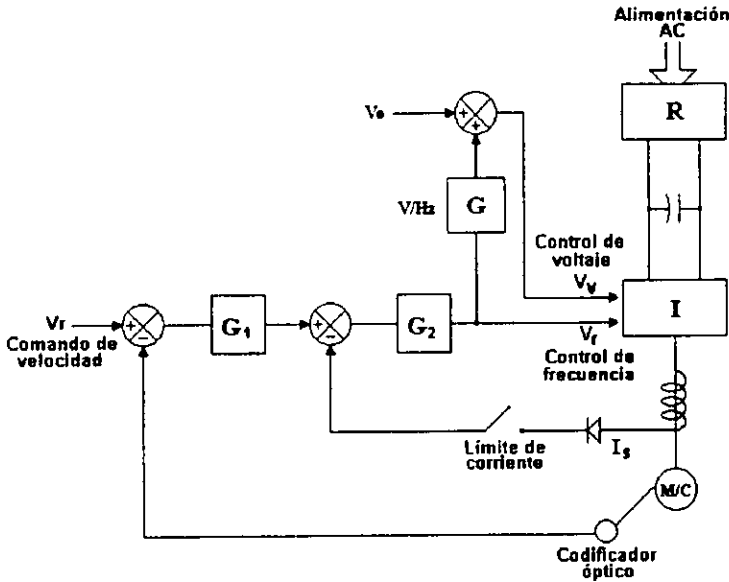 Alimentación
AC
R
Vo
+
+
V/Hz
G
Control de
voltaje
Vv
I
Vr
Comando de
velocidad
+
−
G1
+
−
G2
Vf
Control de
frecuencia
Límite de
corriente
Is
M/C
Codificador
óptico